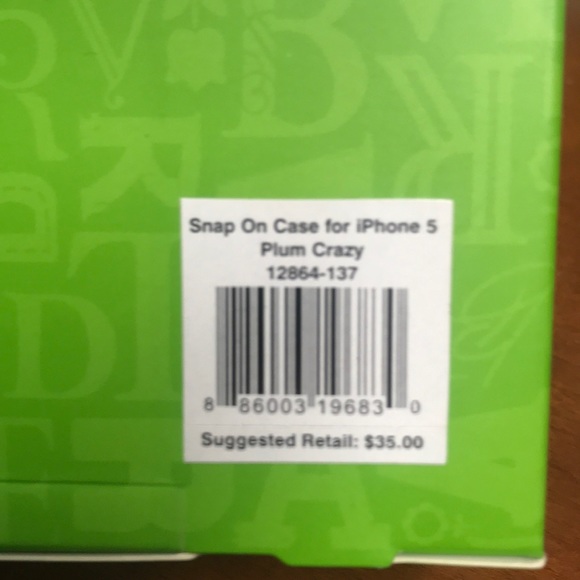 Snap On Case for iPhone 5
Plum Crazy
12864-137
8 86003 19683 0
Suggested Retail: $35.00